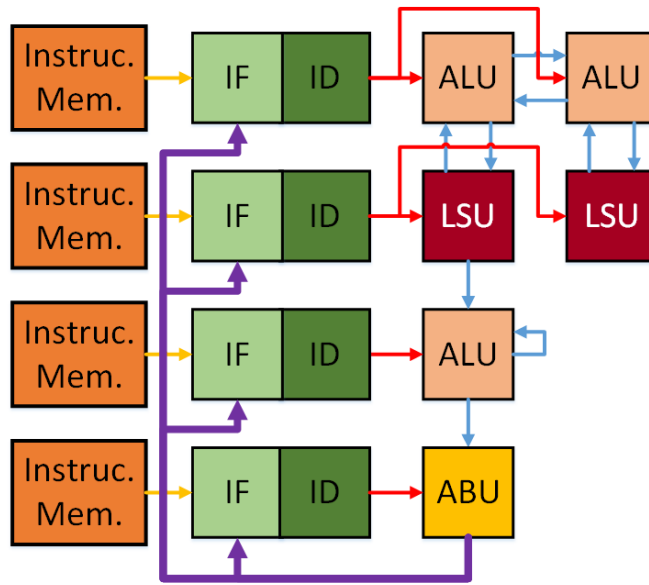 Instruc.
Mem.
IF
ID
ALU
ALU
Instruc.
Mem.
IF
ID
LSU
LSU
Instruc.
Mem.
IF
ID
ALU
Instruc.
Mem.
IF
ID
ABU